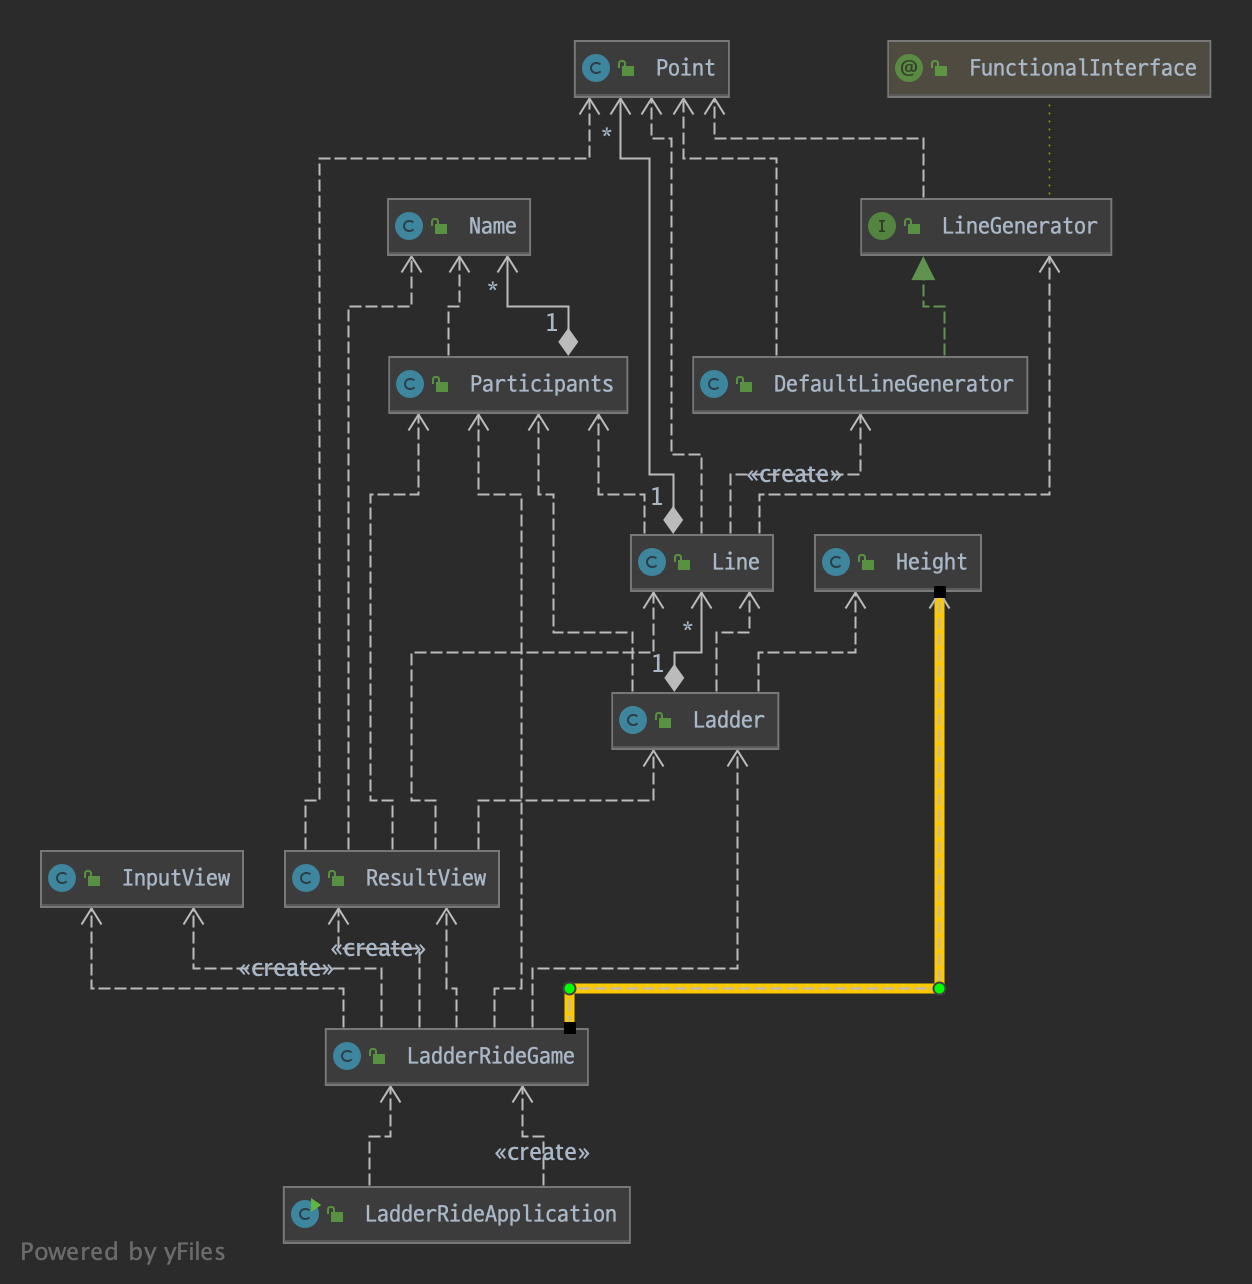 Point
@ FunctionalInterface
*
C Name
I LineGenerator
*
1
C Participants
C DefaultLineGenerator
«create»
1
C Line
C Height
*
1
C Ladder
C InputView
C ResultView
«create»
«create»
C LadderRideGame
«create»
C LadderRideApplication
Powered by yFiles